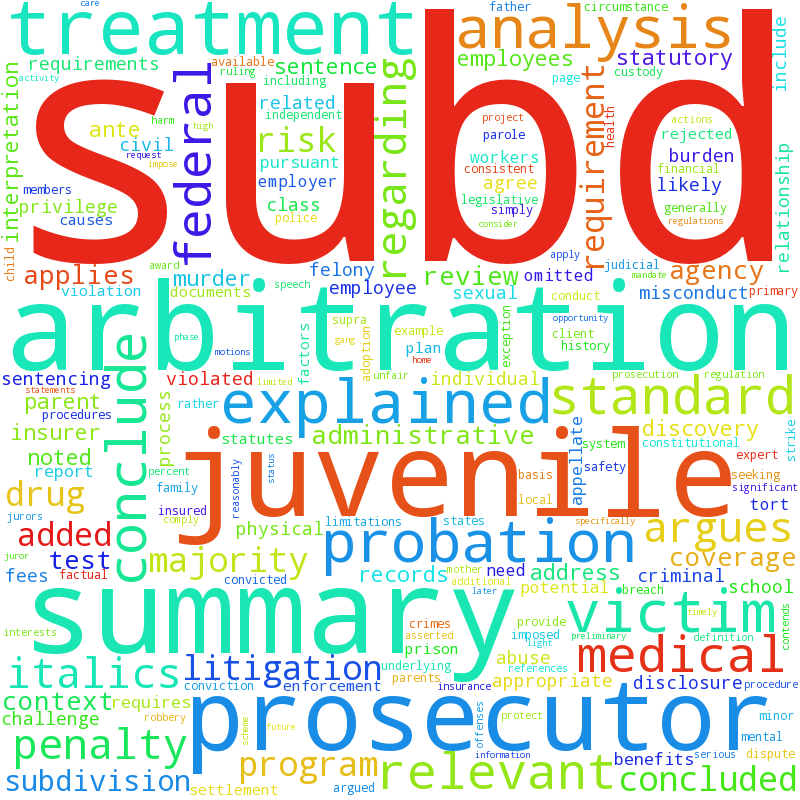 care
father
circumstance
treatment
analysis
requirements
available
ruling
sentence
employees
statutory
include
activity
including
page
custody
subd
federal
regarding
related
independent
requirement
interpretation
harm
high
ante
civil
risk
project
parole
health
actions
rejected
request
impose
pursuant
workers
consistent
burden
financial
members
employer
agree
likely
relationship
privilege
class
legislative
simply
generally
causes
police
consider
regulations
child
applies
award
murder
speech
felony
review
apply
omitted
judicial
agency
mandate
violation
documents
employee
sexual
conduct
misconduct
primary
arbitration
supra
example
exception
opportunity
client
history
phase
motions
gang
adoption
plan
home
factors
conclude
sentencing
statements
violated
limited
unfair
individual
prosecution
regulation
standard
parent
procedures
rather
explained
process
insurer
statutes
administrative
discovery
strike
noted
juvenile
appellate
system
constitutional
report
percent
family
reasonably
status
basis
safety
expert
seeking
significant
drug
insured
local
tort
jurors
comply
limitations
states
specifically
argues
added
physical
probation
juror
test
majority
coverage
fees
factual
convicted
records
mother
need
address
additional
potential
criminal
school
later
breach
summary
victim
timely
interests
crimes
asserted
imposed
provide
preliminary
definition
contends
prison
light
medical
italics
litigation
underlying
abuse
references
conviction
enforcement
parents
insurance
appropriate
disclosure
procedure
context
requires
challenge
robbery
prosecutor
offenses
protect
minor
scheme
future
mental
penalty
program
information
benefits
serious
dispute
subdivision
settlement
argued
relevant
concluded